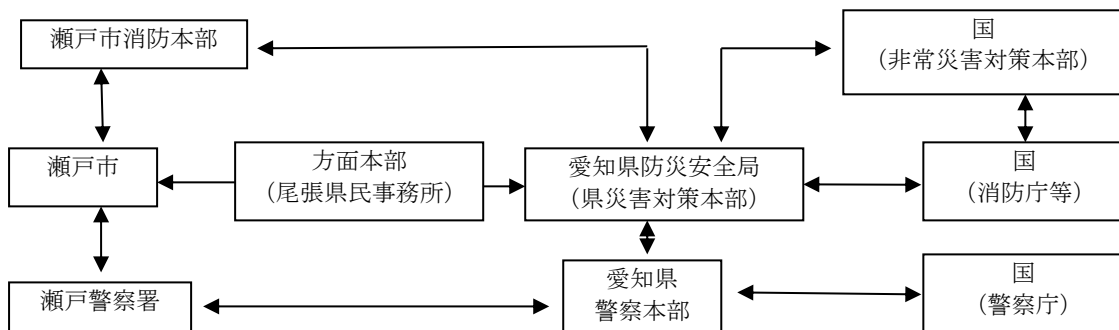 瀬戸市消防本部
国
（非常災害対策本部）
瀬戸市
方面本部
（尾張県民事務所）
愛知県防災安全局
（県災害対策本部）
国
（消防庁等）
瀬戸警察署
愛知県
警察本部
国
（警察庁）